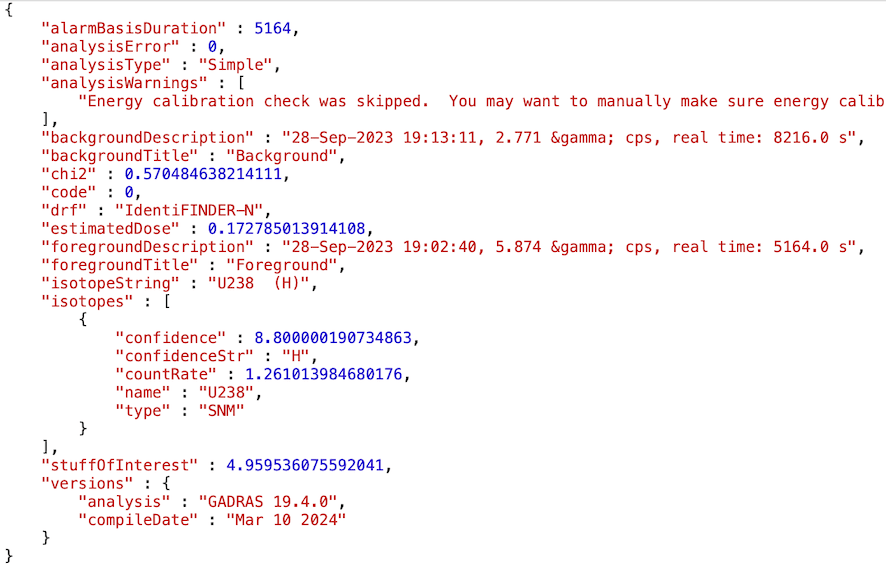 {
    "alarmBasisDuration" : 5164,
    "analysisError" : 0,
    "analysisType" : "Simple",
    "analysisWarnings" : [
        "Energy calibration check was skipped.  You may want to manually make sure energy calib
    ],
    "backgroundDescription" : "28-Sep-2023 19:13:11, 2.771 &gamma; cps, real time: 8216.0 s",
    "backgroundTitle" : "Background",
    "chi2" : 0.570484638214111,
    "code" : 0,
    "drf" : "IdentiFINDER-N",
    "estimatedDose" : 0.172785013914108,
    "foregroundDescription" : "28-Sep-2023 19:02:40, 5.874 &gamma; cps, real time: 5164.0 s",
    "foregroundTitle" : "Foreground",
    "isotopeString" : "U238  (H)",
    "isotopes" : [
        {
            "confidence" : 8.800000190734863,
            "confidenceStr" : "H",
            "countRate" : 1.261013984680176,
            "name" : "U238",
            "type" : "SNM"
        }
    ],
    "stuffOfInterest" : 4.959536075592041,
    "versions" : {
        "analysis" : "GADRAS 19.4.0",
        "compileDate" : "Mar 10 2024"
    }
}